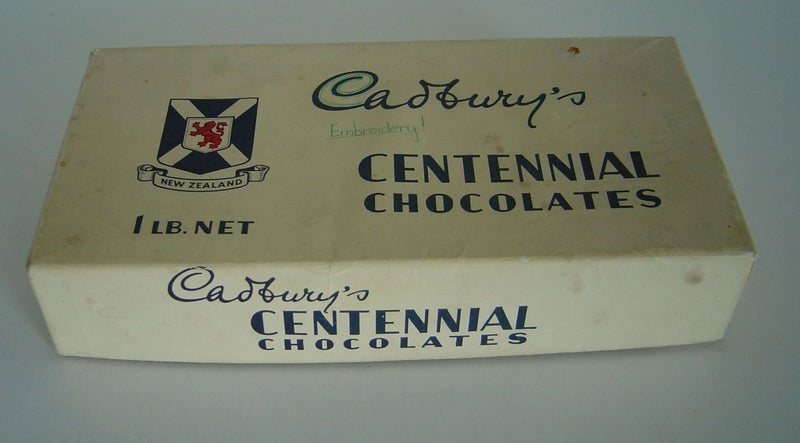 Cadbury's
Embroidery!
CENTENNIAL
CHOCOLATES
NEW ZEALAND
1 LB. NET
Cadbury's
CENTENNIAL
CHOCOLATES